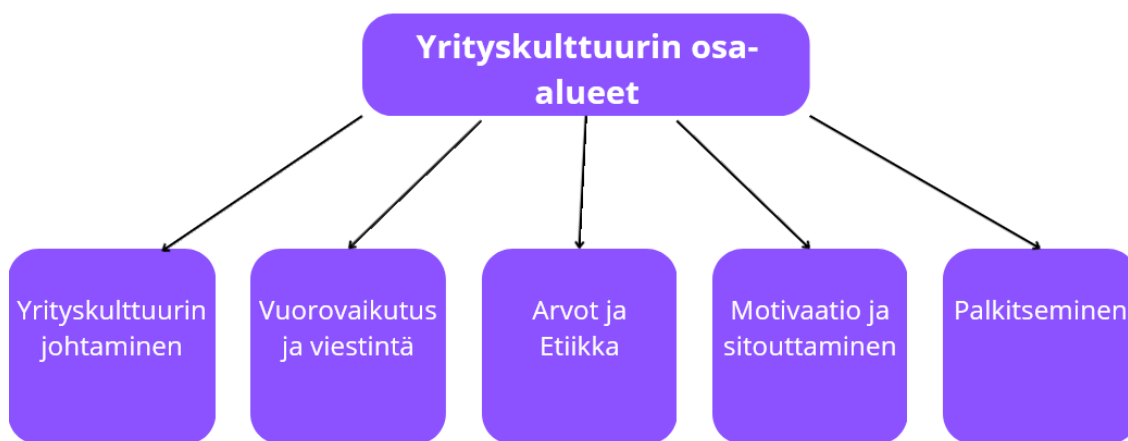 Yrityskulttuurin osa-
alueet
Yrityskulttuurin
johtaminen
Vuorovaikutus
ja viestintä
Arvot ja
Etiikka
Motivaatio ja
sitouttaminen
Palkitseminen